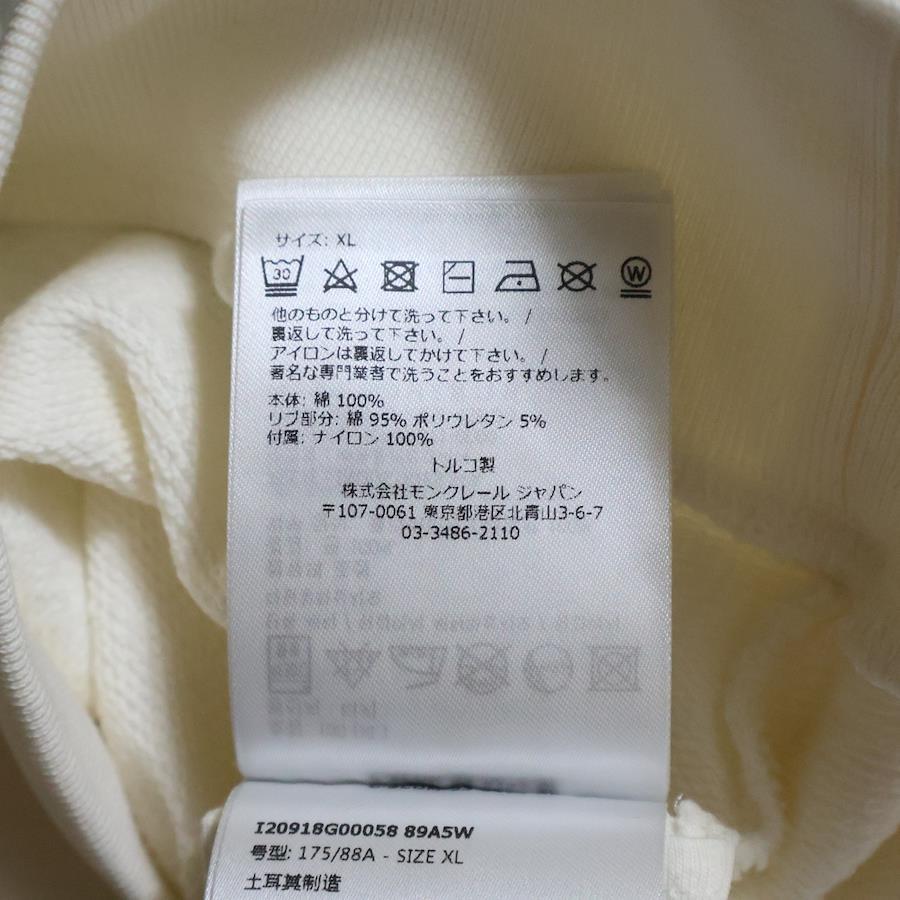 サイズ: XL
30 W
他のものと分けて洗って下さい。 /
裏返して洗って下さい。 /
アイロンは裏返してかけて下さい。 /
著名な専門業者で洗うことをおすすめします。
本体: 綿 100%
リブ部分: 綿 95% ポリウレタン 5%
付属: ナイロン 100%
トルコ製
株式会社モンクレール ジャパン
〒107-0061 東京都港区北青山3-6-7
03-3486-2110
I20918G00058 89A5W
号型: 175/88A - SIZE XL
土耳其制造